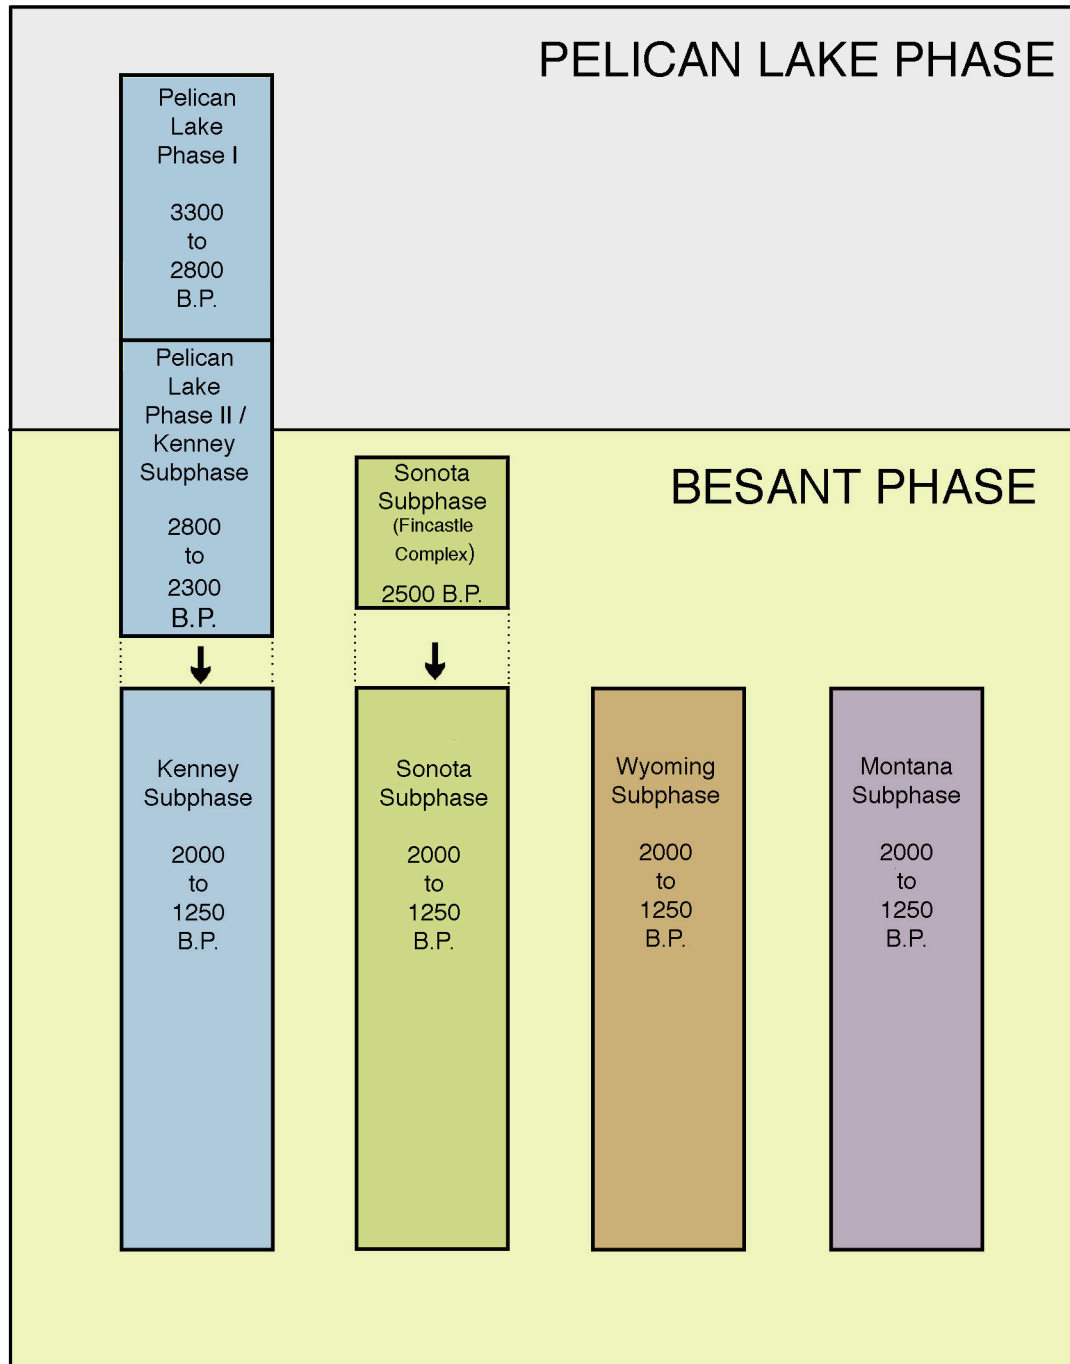 PELICAN LAKE PHASE
Pelican
Lake
Phase I
3300
to
2800
B.P.
Pelican
Lake
Phase II /
Kenney
Subphase
2800
to
2300
B.P.
BESANT PHASE
Sonota
Subphase
(Fincastle
Complex)
2500 B.P.
Kenney
Subphase
2000
to
1250
B.P.
Sonota
Subphase
2000
to
1250
B.P.
Wyoming
Subphase
2000
to
1250
B.P.
Montana
Subphase
2000
to
1250
B.P.